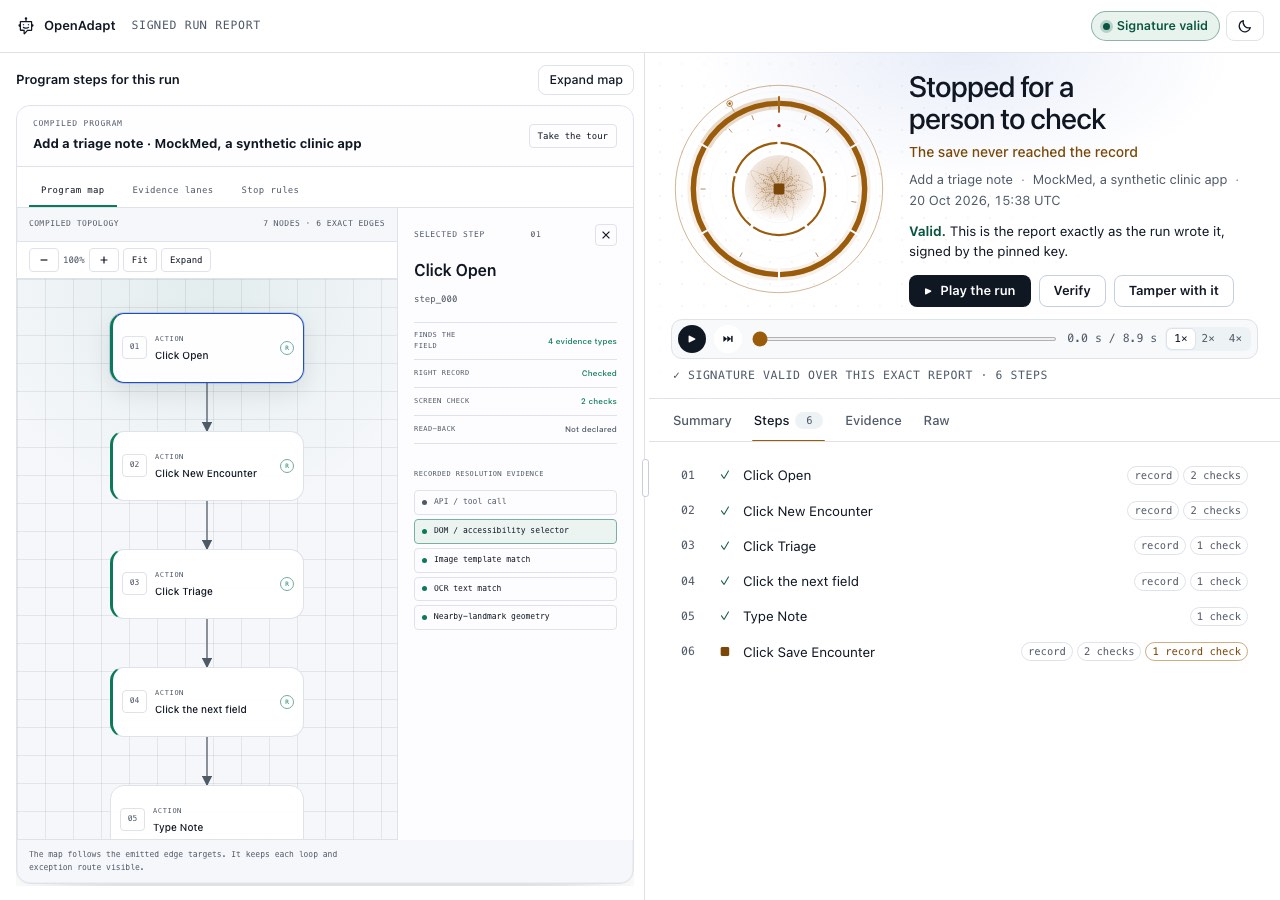 OpenAdapt SIGNED RUN REPORT
Signature valid
Program steps for this run
Expand map
COMPILED PROGRAM
Add a triage note · MockMed, a synthetic clinic app
Take the tour
Program map Evidence lanes Stop rules
COMPILED TOPOLOGY 7 NODES · 6 EXACT EDGES
− 100% + Fit Expand
01 ACTION
Click Open
R
02 ACTION
Click New Encounter
R
03 ACTION
Click Triage
R
04 ACTION
Click the next field
R
05 ACTION
Type Note
SELECTED STEP 01
Click Open
step_000
FINDS THE
FIELD
4 evidence types
RIGHT RECORD Checked
SCREEN CHECK 2 checks
READ-BACK Not declared
RECORDED RESOLUTION EVIDENCE
API / tool call
DOM / accessibility selector
Image template match
OCR text match
Nearby-landmark geometry
The map follows the emitted edge targets. It keeps each loop and
exception route visible.
Stopped for a
person to check
The save never reached the record
Add a triage note · MockMed, a synthetic clinic app ·
20 Oct 2026, 15:38 UTC
Valid. This is the report exactly as the run wrote it,
signed by the pinned key.
Play the run Verify Tamper with it
0.0 s / 8.9 s 1× 2× 4×
✓ SIGNATURE VALID OVER THIS EXACT REPORT · 6 STEPS
Summary Steps 6 Evidence Raw
01 ✓ Click Open record 2 checks
02 ✓ Click New Encounter record 2 checks
03 ✓ Click Triage record 1 check
04 ✓ Click the next field record 1 check
05 ✓ Type Note 1 check
06 Click Save Encounter record 2 checks 1 record check